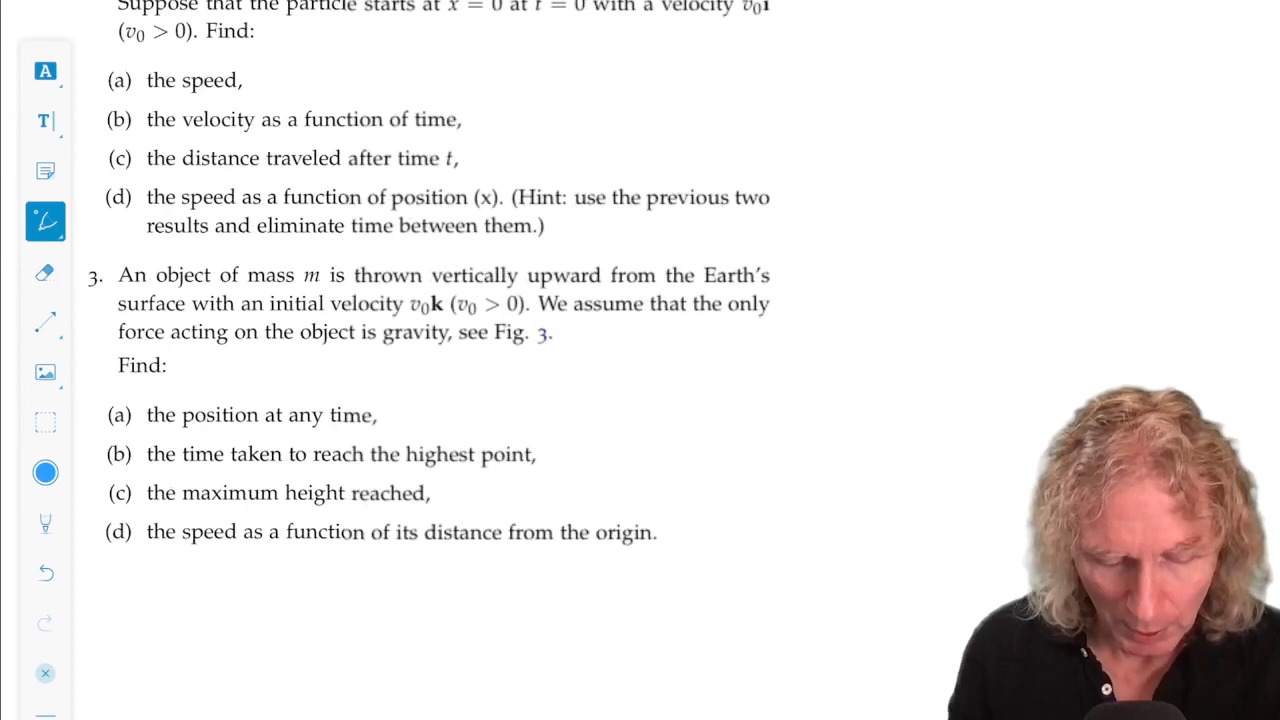 Suppose that the particle starts at x = 0 at t = 0 with a velocity v₀i
(v₀ > 0). Find:
(a) the speed,
(b) the velocity as a function of time,
(c) the distance traveled after time t,
(d) the speed as a function of position (x). (Hint: use the previous two
results and eliminate time between them.)
3. An object of mass m is thrown vertically upward from the Earth's
surface with an initial velocity v₀k (v₀ > 0). We assume that the only
force acting on the object is gravity, see Fig. 3.
Find:
(a) the position at any time,
(b) the time taken to reach the highest point,
(c) the maximum height reached,
(d) the speed as a function of its distance from the origin.
A
T